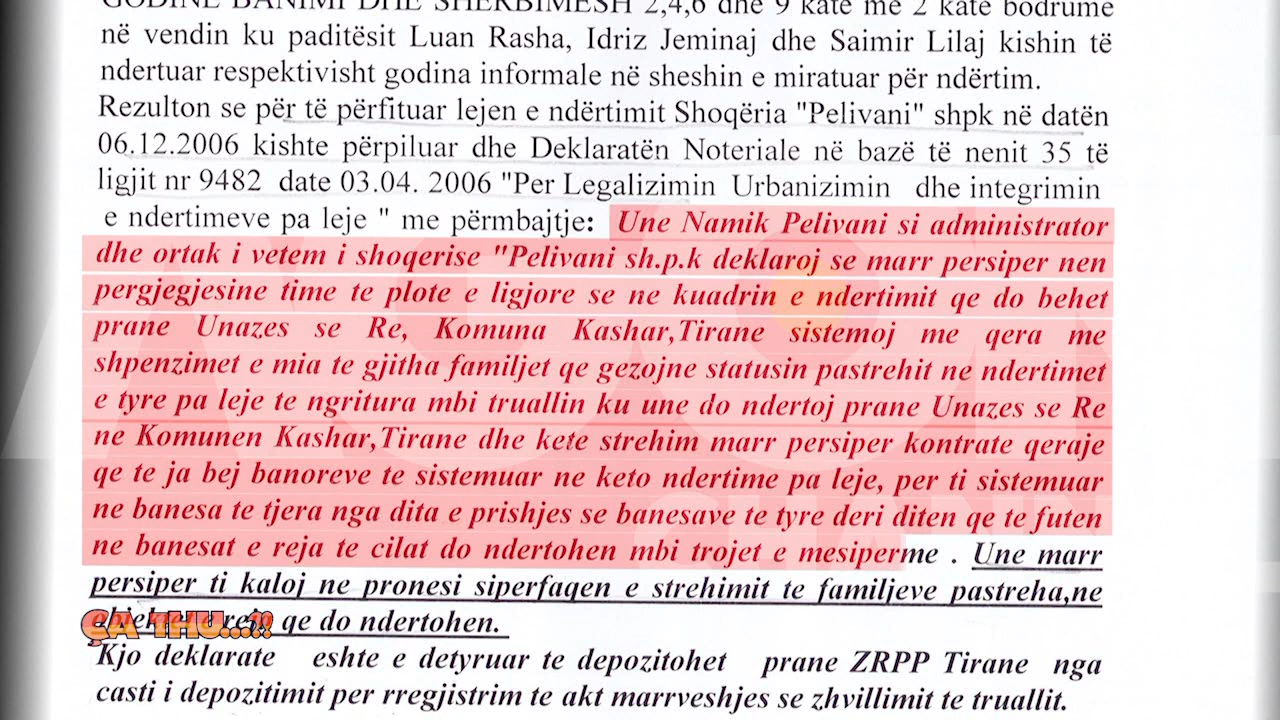 GODINE BANIMI DHE SHERBIMESH 2,4,6 dhe 9 kate me 2 kate bodrume
në vendin ku paditësit Luan Rasha, Idriz Jeminaj dhe Saimir Lilaj kishin të
ndertuar respektivisht godina informale në sheshin e miratuar për ndërtim.
Rezulton se për të përfituar lejen e ndërtimit Shoqëria "Pelivani" shpk në datën
06.12.2006 kishte përpiluar dhe Deklaratën Noteriale në bazë të nenit 35 të
ligjit nr 9482 date 03.04. 2006 "Per Legalizimin Urbanizimin dhe integrimin
e ndertimeve pa leje " me përmbajtje: Une Namik Pelivani si administrator
dhe ortak i vetem i shoqerise "Pelivani sh.p.k deklaroj se marr persiper nen
pergjegjesine time te plote e ligjore se ne kuadrin e ndertimit qe do behet
prane Unazes se Re, Komuna Kashar,Tirane sistemoj me qera me
shpenzimet e mia te gjitha familjet qe gezojne statusin pastrehit ne ndertimet
e tyre pa leje te ngritura mbi truallin ku une do ndertoj prane Unazes se Re
ne Komunen Kashar,Tirane dhe kete strehim marr persiper kontrate qeraje
qe te ja bej banoreve te sistemuar ne keto ndertime pa leje, per ti sistemuar
ne banesa te tjera nga dita e prishjes se banesave te tyre deri diten qe te futen
ne banesat e reja te cilat do ndertohen mbi trojet e mesiperme . Une marr
persiper ti kaloj ne pronesi siperfaqen e strehimit te familjeve pastreha,ne
qe do ndertohen.
ÇA THU...?!
Kjo deklarate eshte e detyruar te depozitohet prane ZRPP Tirane nga
casti i depozitimit per rregjistrim te akt marrveshjes se zhvillimit te truallit.